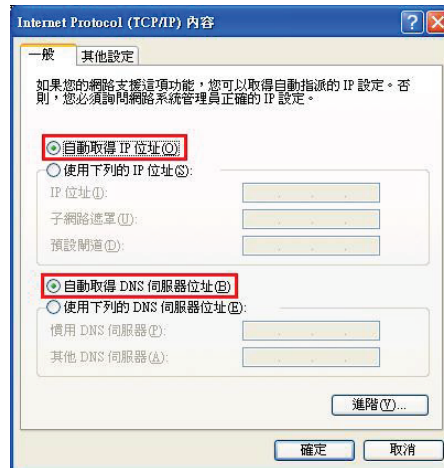 Internet Protocol (TCP/IP) 內容
一般
其他設定
如果您的網路支援這項功能，您可以取得自動指派的 IP 設定。否
則，您必須詢問網路系統管理員正確的 IP 設定。
自動取得 IP 位址(O)
使用下列的 IP 位址(S):
IP 位址(I):
子網路遮罩(U):
預設閘道(D):
自動取得 DNS 伺服器位址(B)
使用下列的 DNS 伺服器位址(E):
慣用 DNS 伺服器(P):
其他 DNS 伺服器(A):
進階(V)...
確定
取消